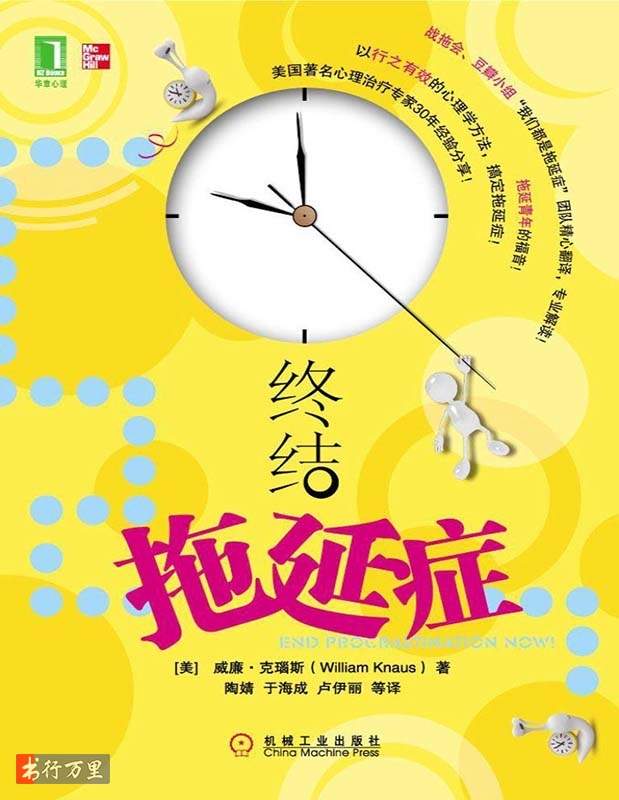 HZ Books
华章心理
Mc
Graw
Hill
战拖会、豆瓣小组“我们都是拖延症”团队精心翻译，专业解读！
拖延青年的福音！
以行之有效的心理学方法，搞定拖延症！
美国著名心理治疗专家30年经验分享！
终结
拖延症
END PROCRASTINATION NOW!
［美］ 威廉·克瑙斯（William Knaus）著
陶婧 于海成 卢伊丽 等译
机械工业出版社
China Machine Press
书行万里